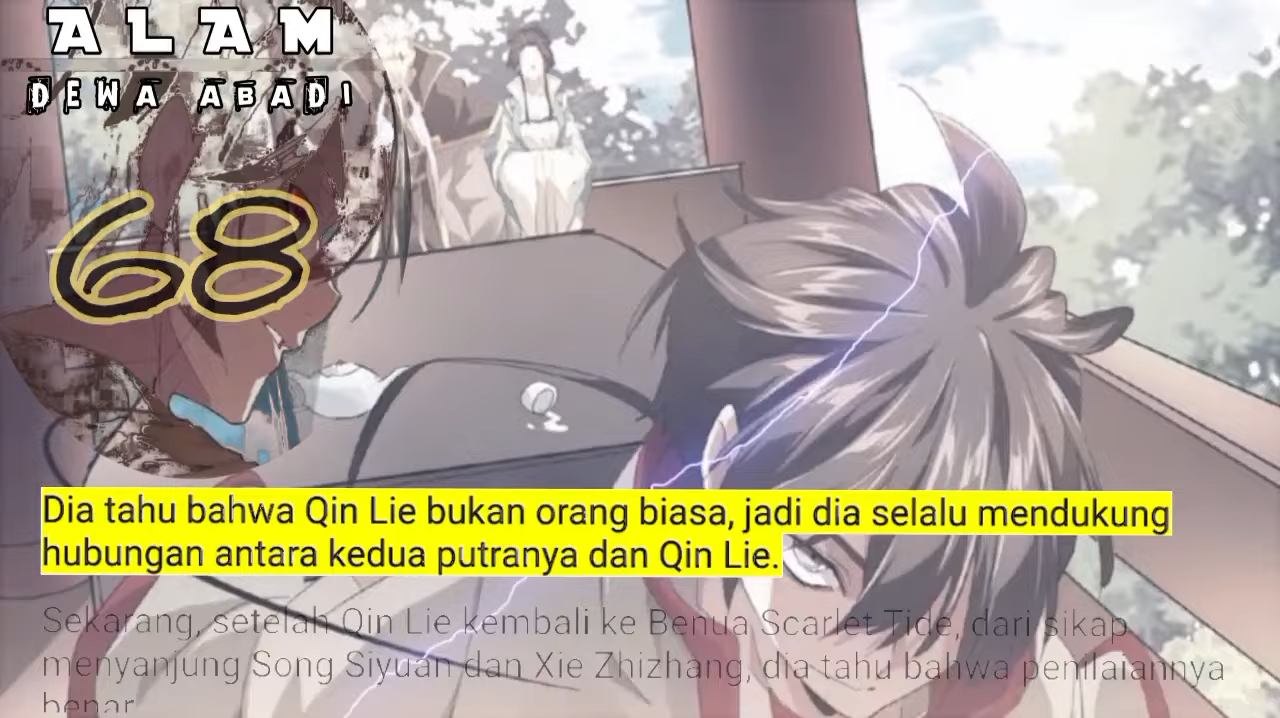 ALAM
DEWA ABADI
68
Dia tahu bahwa Qin Lie bukan orang biasa, jadi dia selalu mendukung
hubungan antara kedua putranya dan Qin Lie.
Sekarang, setelah Qin Lie kembali ke Benua Scarlet Tide, dari sikap
menyanjung Song Siyuan dan Xie Zhizhang, dia tahu bahwa penilaiannya
benar